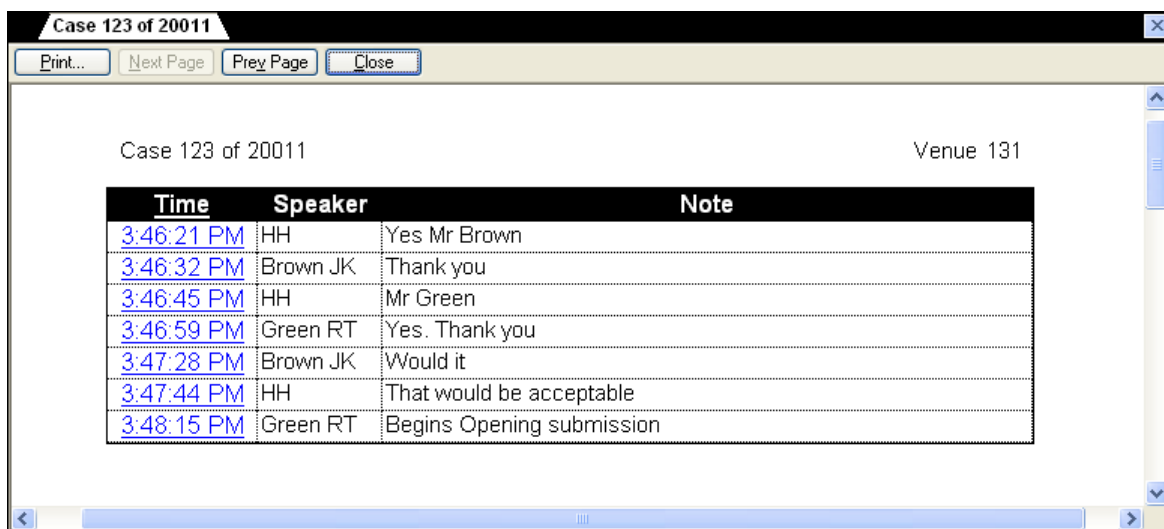 Case 123 of 20011
Print... Next Page Prev Page Close
Case 123 of 20011 Venue 131
Time Speaker Note
3:46:21 PM HH Yes Mr Brown
3:46:32 PM Brown JK Thank you
3:46:45 PM HH Mr Green
3:46:59 PM Green RT Yes. Thank you
3:47:28 PM Brown JK Would it
3:47:44 PM HH That would be acceptable
3:48:15 PM Green RT Begins Opening submission